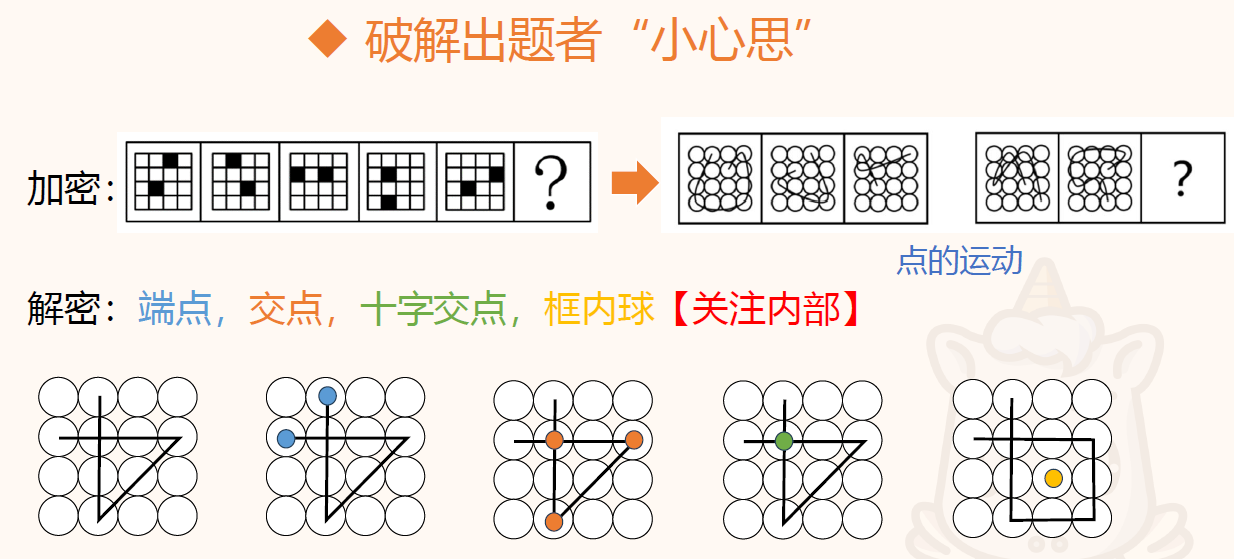 ◆ 破解出题者“小心思”
加密：
?
?
点的运动
解密：端点，交点，十字交点，框内球【关注内部】